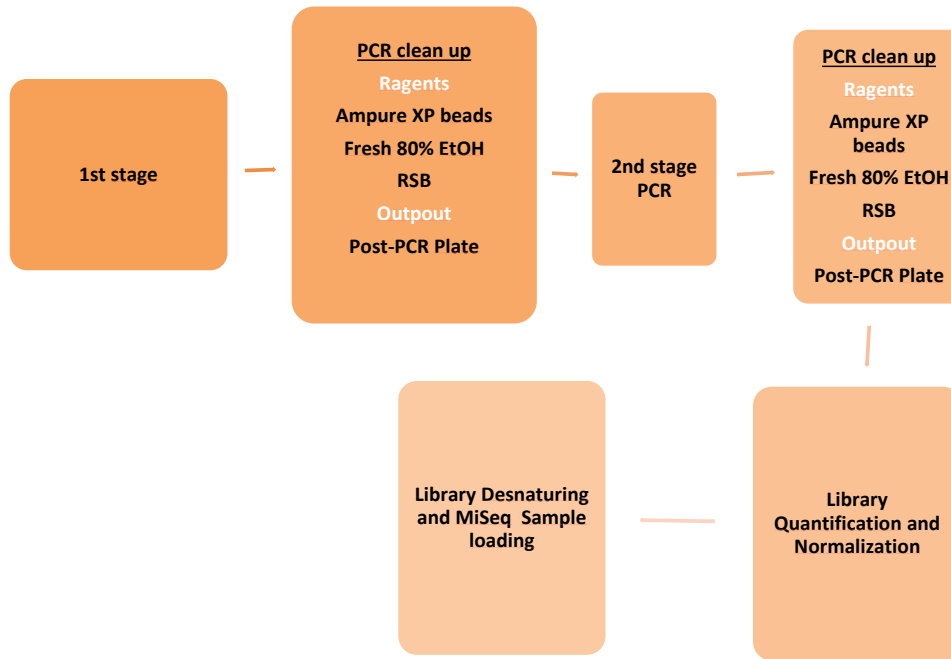 1st stage
PCR clean up
Ragents
Ampure XP beads
Fresh 80% EtOH
RSB
Outpout
Post-PCR Plate
2nd stage
PCR
PCR clean up
Ragents
Ampure XP
beads
Fresh 80% EtOH
RSB
Outpout
Post-PCR Plate
Library
Quantification and
Normalization
Library Desnaturing
and MiSeq Sample
loading